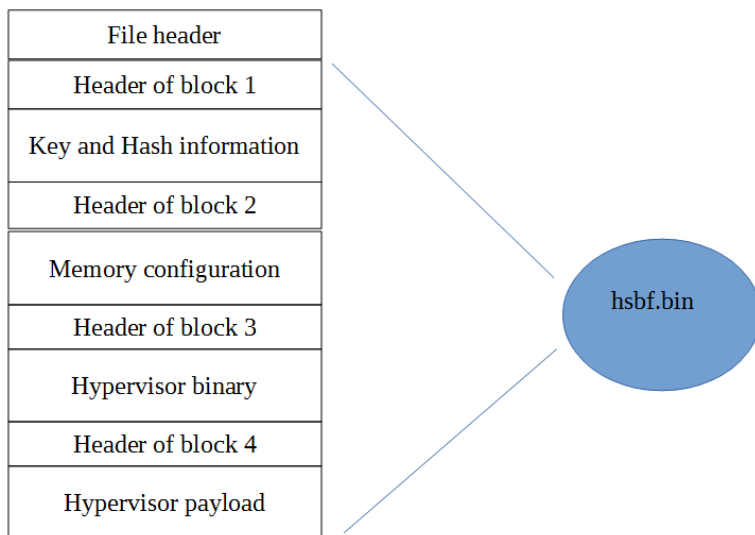 File header
Header of block 1
Key and Hash information
Header of block 2
Memory configuration
Header of block 3
Hypervisor binary
Header of block 4
Hypervisor payload
hsbf.bin